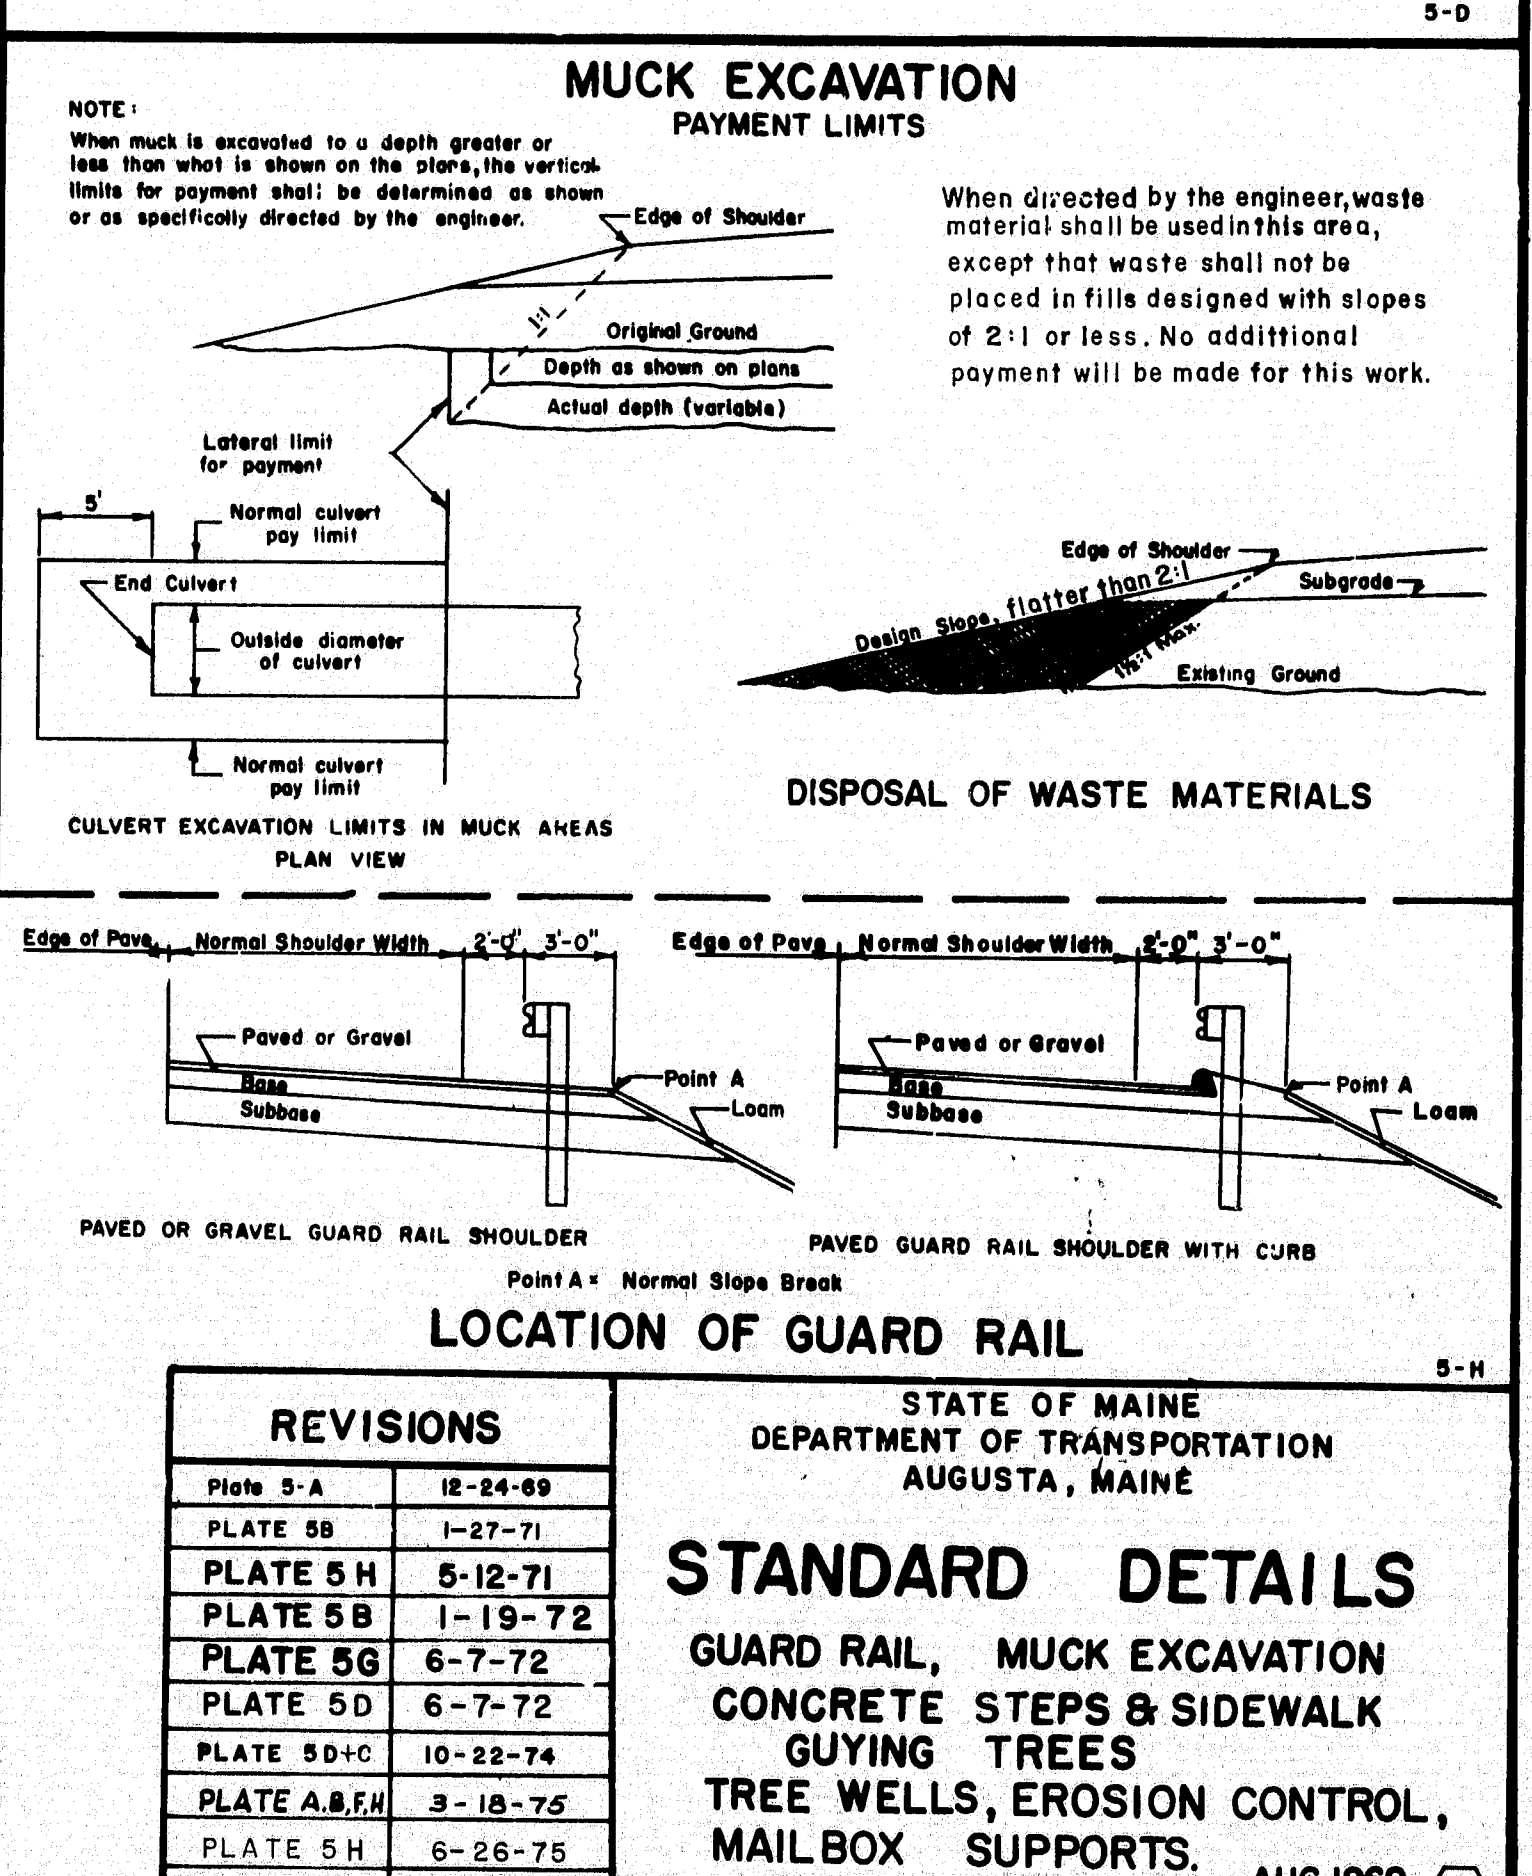 5-D
MUCK EXCAVATION
PAYMENT LIMITS
NOTE:
When muck is excavated to a depth greater or
less than what is shown on the plans, the vertical
limits for payment shall be determined as shown
or as specifically directed by the engineer.
Edge of Shoulder
1:1
Original Ground
Depth as shown on plans
Actual depth (variable)
Lateral limit
for payment
5'
Normal culvert
pay limit
End Culvert
Outside diameter
of culvert
Normal culvert
pay limit
CULVERT EXCAVATION LIMITS IN MUCK AREAS
PLAN VIEW
When directed by the engineer, waste
material shall be used in this area,
except that waste shall not be
placed in fills designed with slopes
of 2:1 or less. No addittional
payment will be made for this work.
Edge of Shoulder
Design Slope, flatter than 2:1
Subgrade
1½:1 Max.
Existing Ground
DISPOSAL OF WASTE MATERIALS
Edge of Pave
Normal Shoulder Width
2'-0"
3'-0"
Paved or Gravel
Base
Subbase
Point A
Loam
PAVED OR GRAVEL GUARD RAIL SHOULDER
Edge of Pave
Normal Shoulder Width
2'-0"
3'-0"
Paved or Gravel
Base
Subbase
Point A
Loam
PAVED GUARD RAIL SHOULDER WITH CURB
Point A = Normal Slope Break
LOCATION OF GUARD RAIL
5-H
REVISIONS
Plate 5-A 12-24-69
PLATE 5B 1-27-71
PLATE 5H 5-12-71
PLATE 5B 1-19-72
PLATE 5G 6-7-72
PLATE 5D 6-7-72
PLATE 5D+C 10-22-74
PLATE A.B,F,H 3-18-75
PLATE 5H 6-26-75
STATE OF MAINE
DEPARTMENT OF TRANSPORTATION
AUGUSTA, MAINE
STANDARD DETAILS
GUARD RAIL, MUCK EXCAVATION
CONCRETE STEPS & SIDEWALK
GUYING TREES
TREE WELLS, EROSION CONTROL,
MAILBOX SUPPORTS.